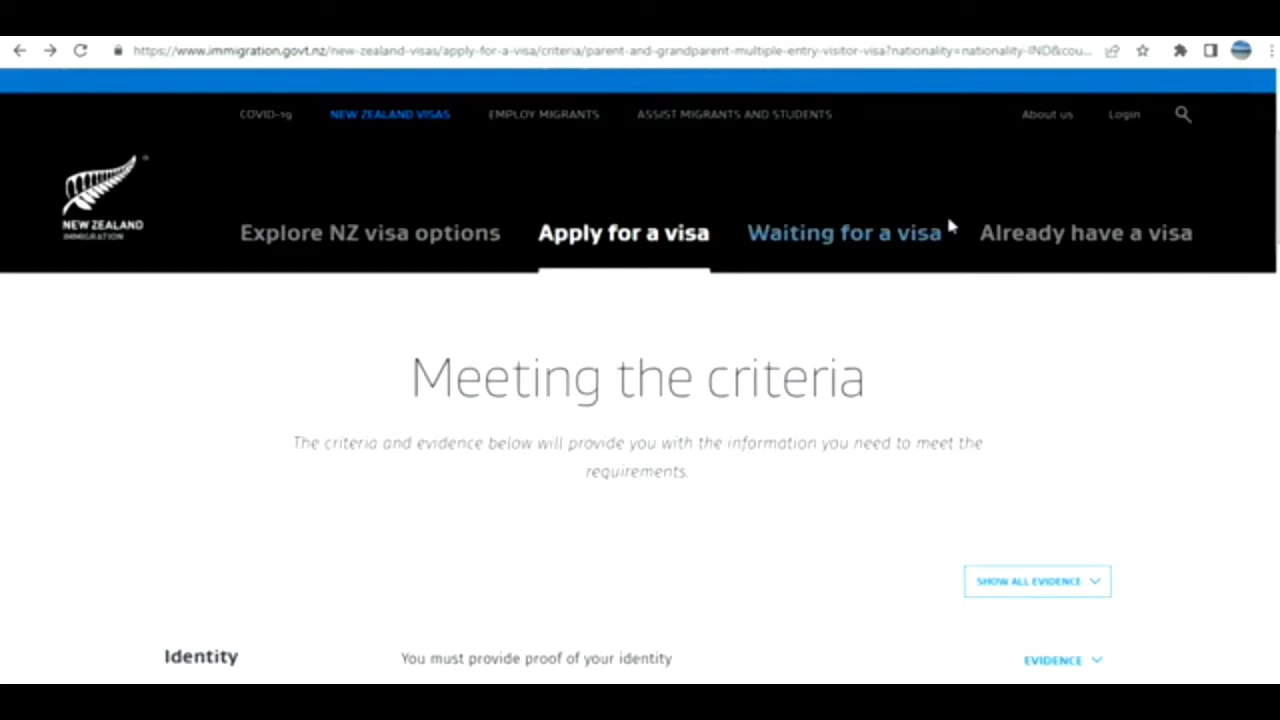 https://www.immigration.govt.nz/new-zealand-visas/apply-for-a-visa/criteria/parent-and-grandparent-multiple-entry-visitor-visa?nationality=nationality-IND&cou...
COVID-19 NEW ZEALAND VISAS EMPLOY MIGRANTS ASSIST MIGRANTS AND STUDENTS About us Login
NEW ZEALAND
IMMIGRATION
Explore NZ visa options Apply for a visa Waiting for a visa Already have a visa
Meeting the criteria
The criteria and evidence below will provide you with the information you need to meet the
requirements.
SHOW ALL EVIDENCE
Identity You must provide proof of your identity EVIDENCE